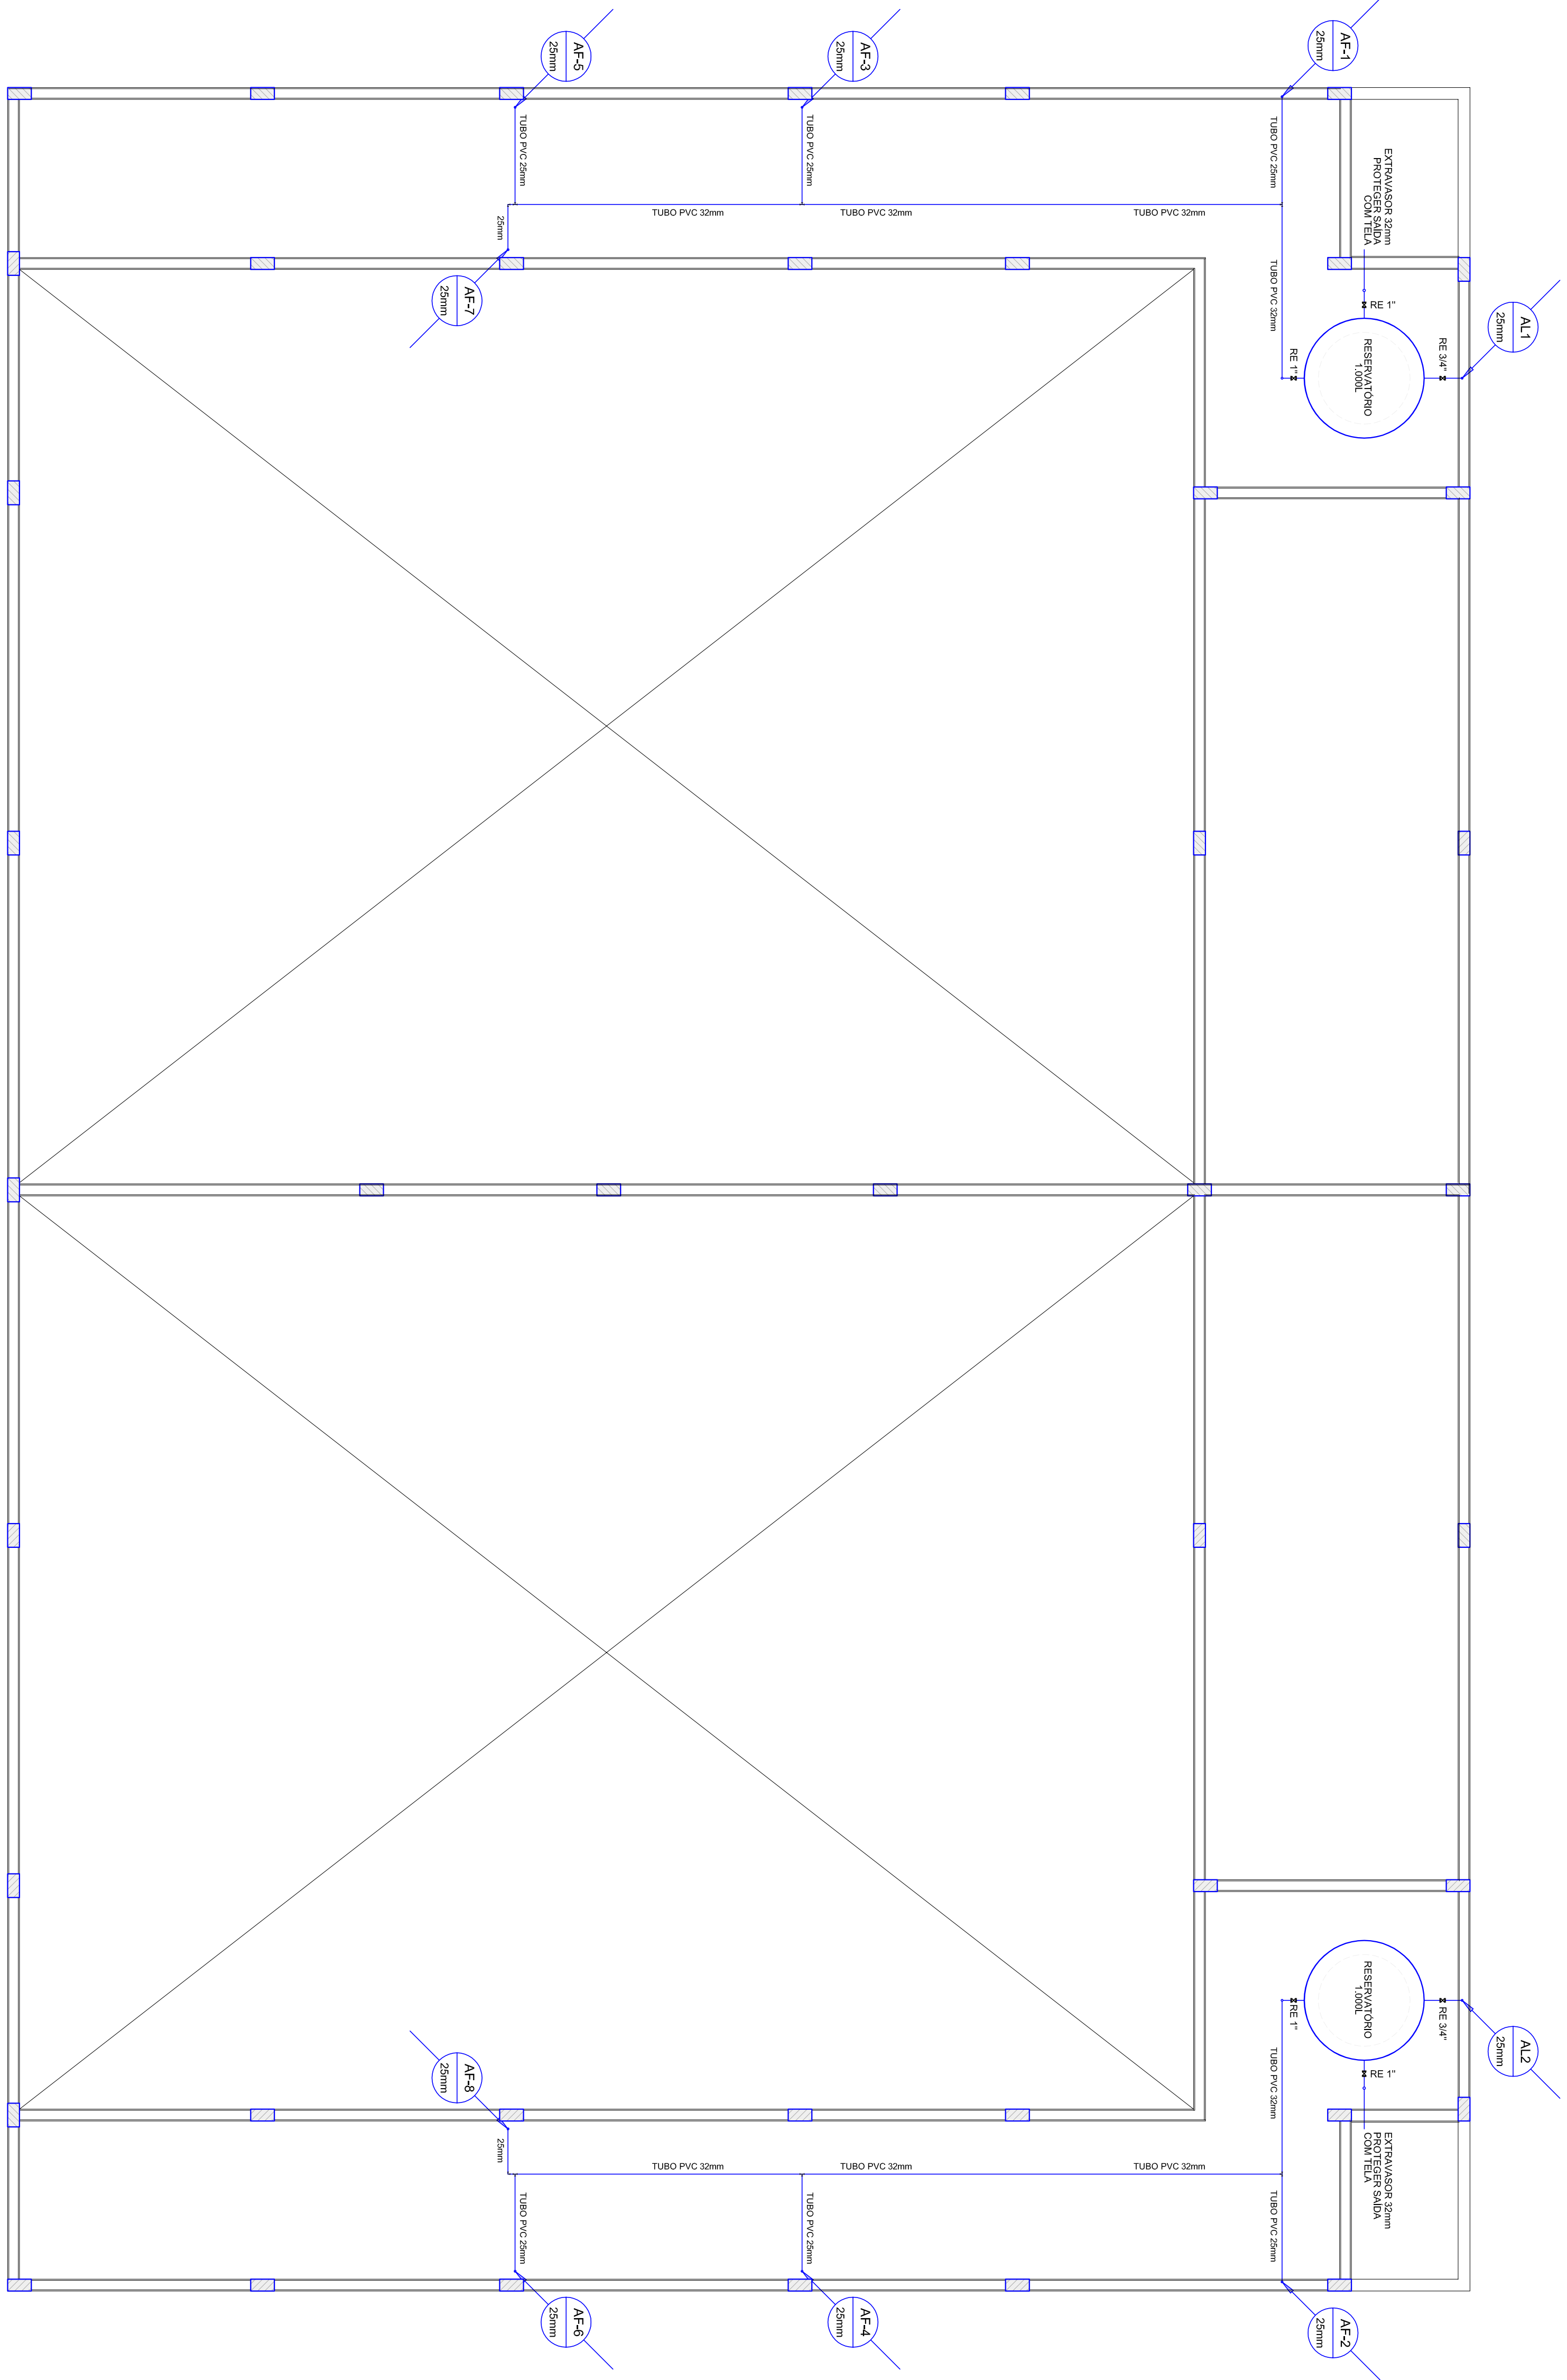 AF-5
25mm
AF-3
25mm
AF-1
25mm
TUBO PVC 25mm
TUBO PVC 25mm
TUBO PVC 25mm
EXTRAVASOR 32mm
PROTEGER SAÍDA
COM TELA
TUBO PVC 32mm
TUBO PVC 32mm
TUBO PVC 32mm
25mm
TUBO PVC 32mm
AF-7
25mm
RE 1"
AL1
25mm
RE 1"
RESERVATÓRIO
1.000L
RE 3/4"
RESERVATÓRIO
1.000L
RE 1"
RE 3/4"
AL2
25mm
RE 1"
TUBO PVC 32mm
AF-8
25mm
25mm
TUBO PVC 32mm
TUBO PVC 32mm
TUBO PVC 32mm
EXTRAVASOR 32mm
PROTEGER SAÍDA
COM TELA
TUBO PVC 25mm
TUBO PVC 25mm
TUBO PVC 25mm
AF-6
25mm
AF-4
25mm
AF-2
25mm